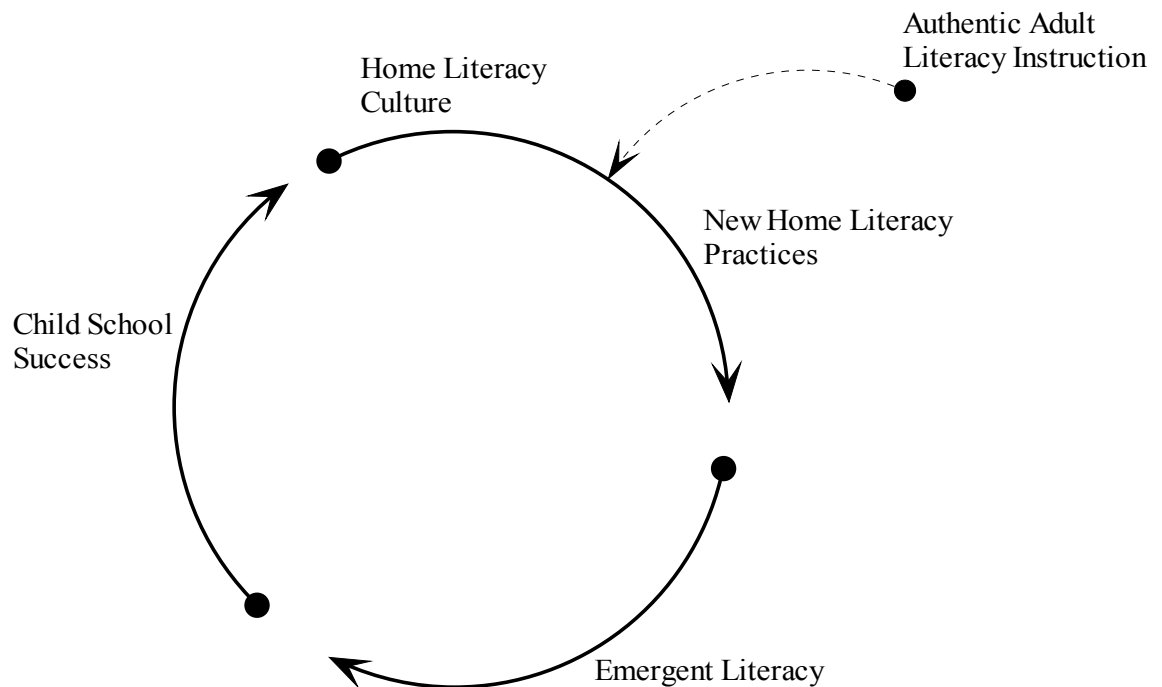 Authentic Adult
Literacy Instruction
Home Literacy
Culture
New Home Literacy
Practices
Child School
Success
Emergent Literacy